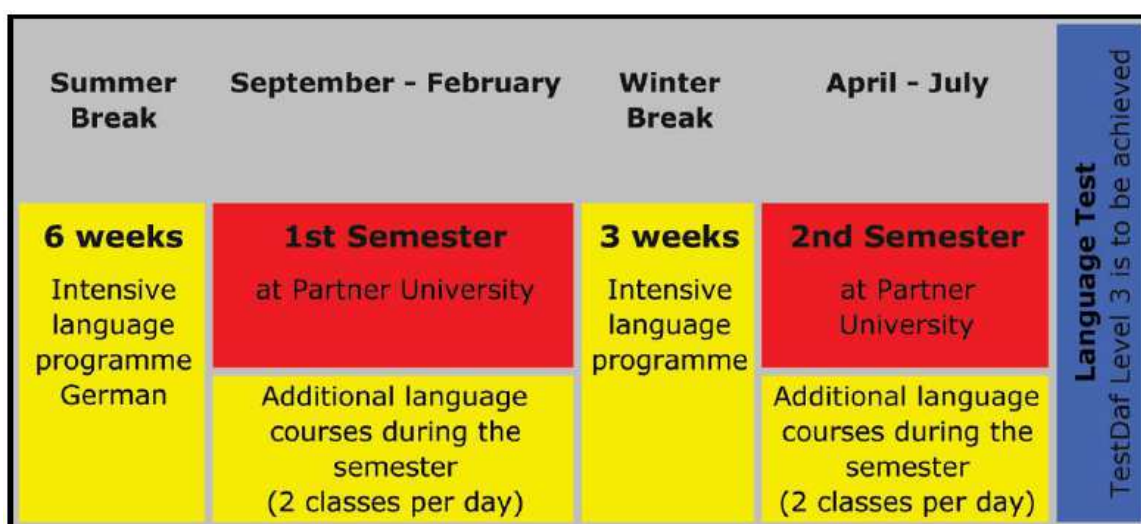 Summer
Break
September - February
Winter
Break
April - July
6 weeks
Intensive
language
programme
German
1st Semester
at Partner University
Additional language
courses during the
semester
(2 classes per day)
3 weeks
Intensive
language
programme
2nd Semester
at Partner
University
Additional language
courses during the
semester
(2 classes per day)
Language Test
TestDaf Level 3 is to be achieved